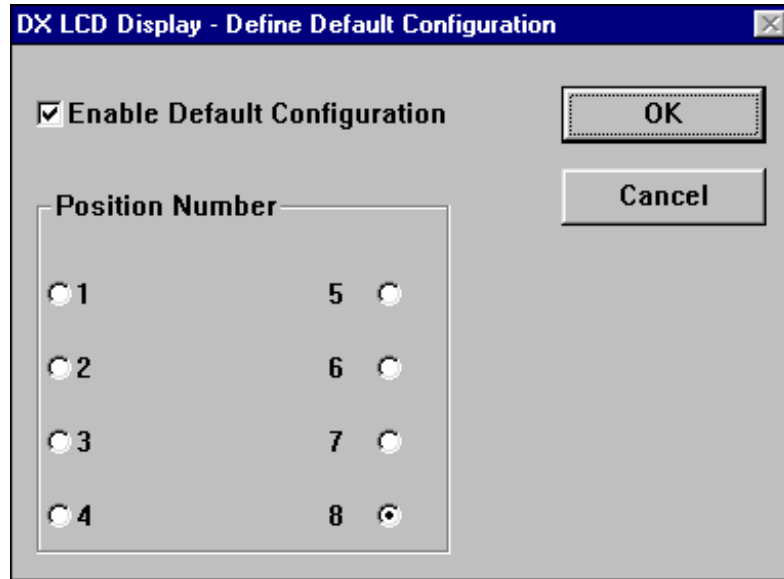 DX LCD Display - Define Default Configuration
Enable Default Configuration
OK
Cancel
Position Number
1 5
2 6
3 7
4 8